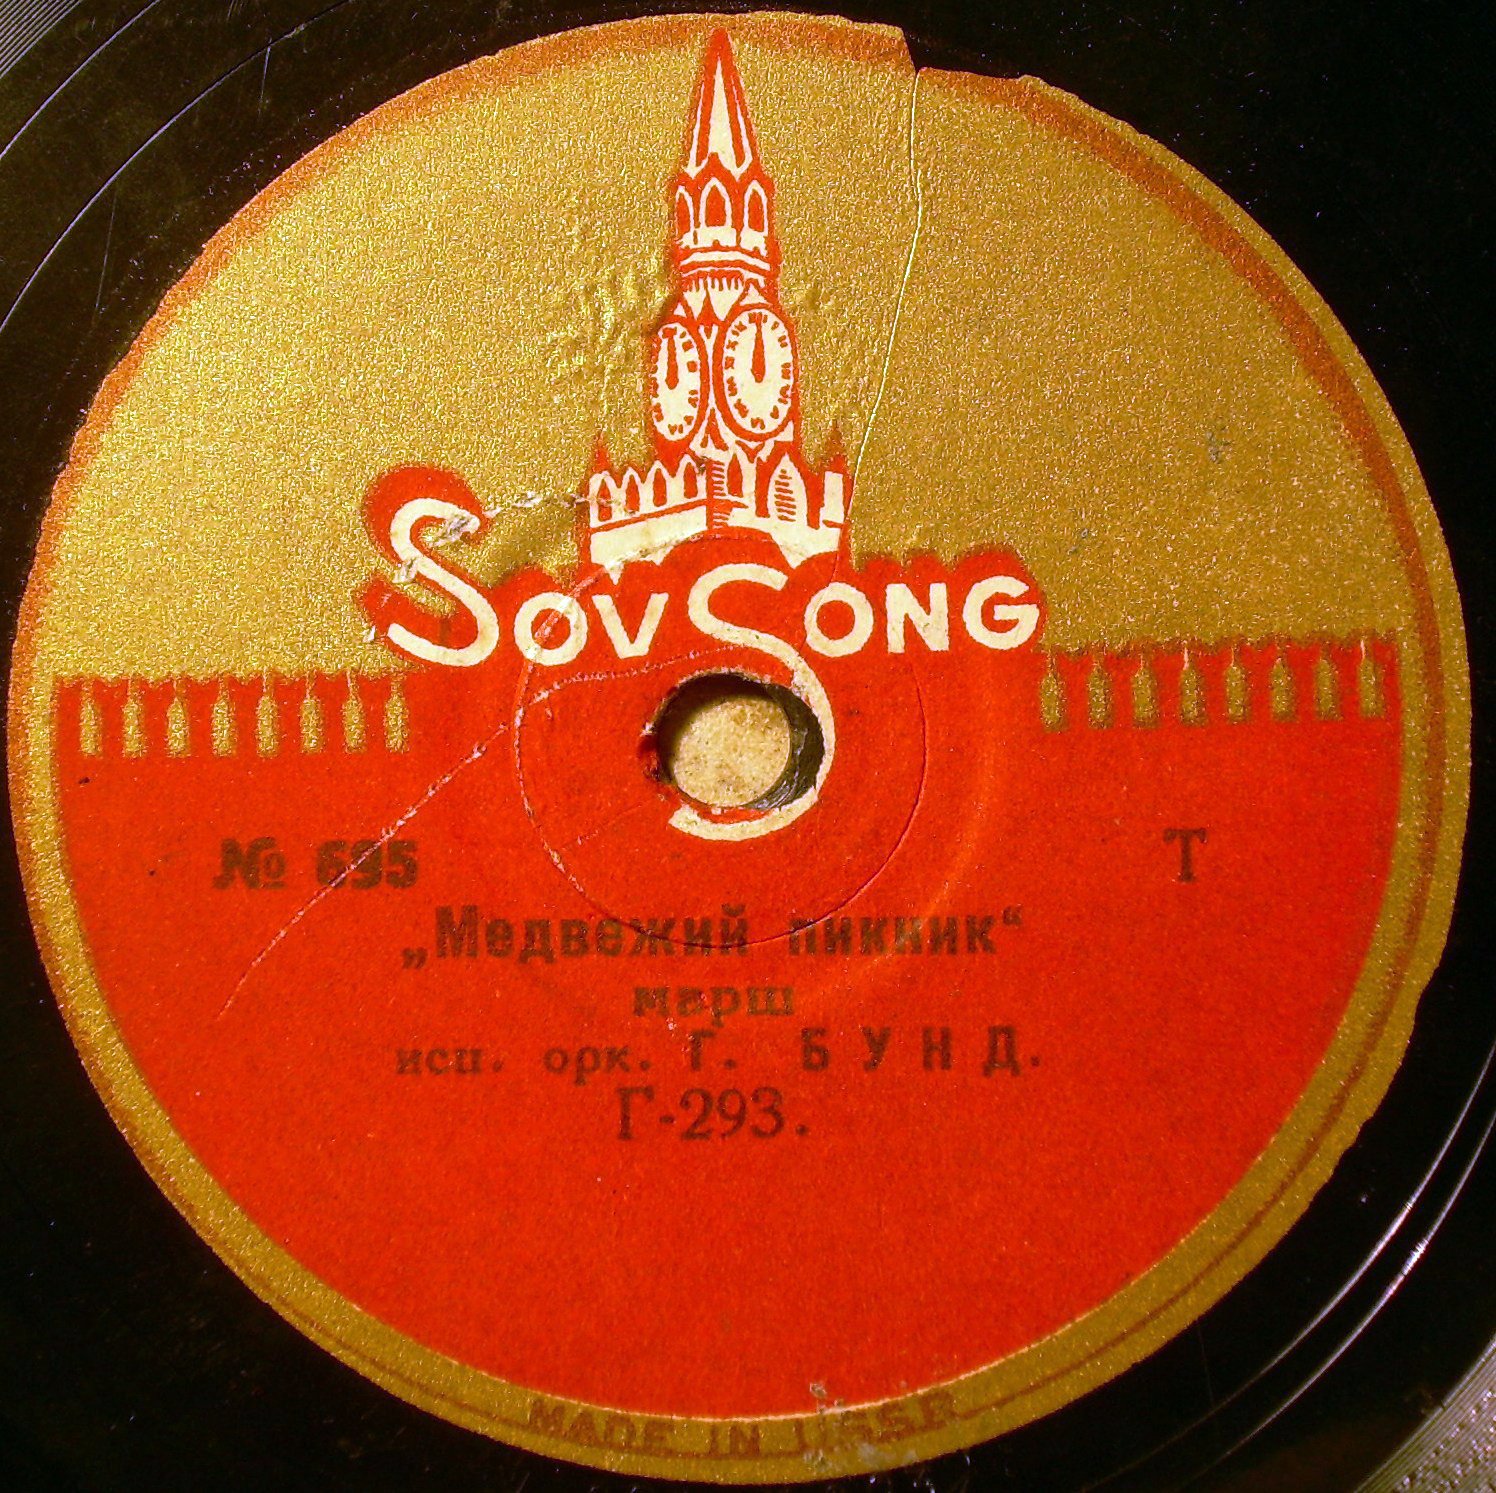 SOVSONG
№ 695 T
„Медвежий пикник“
марш
исп. орк. Г. БУНД.
Г-293.
MADE IN USSR